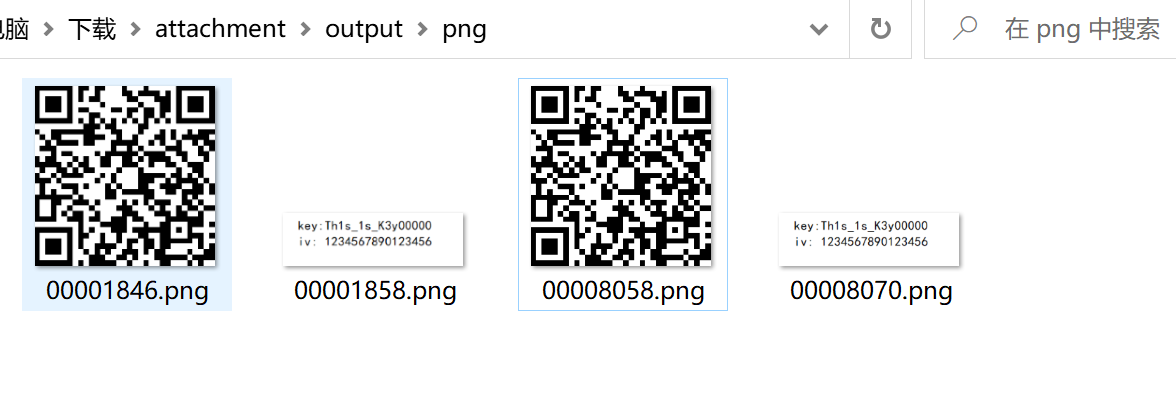 脑 > 下载 > attachment > output > png
在 png 中搜索
key:Th1s_1s_K3y00000
iv: 1234567890123456
key:Th1s_1s_K3y00000
iv: 1234567890123456
00001846.png
00001858.png
00008058.png
00008070.png